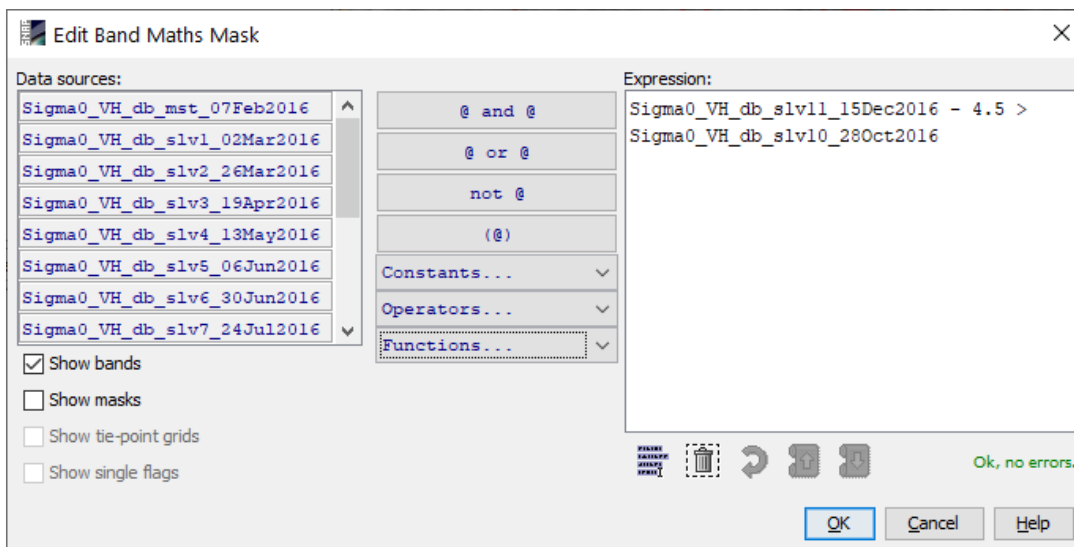 Edit Band Maths Mask
Data sources:
Sigma0_VH_db_mst_07Feb2016
Sigma0_VH_db_slv1_02Mar2016
Sigma0_VH_db_slv2_26Mar2016
Sigma0_VH_db_slv3_19Apr2016
Sigma0_VH_db_slv4_13May2016
Sigma0_VH_db_slv5_06Jun2016
Sigma0_VH_db_slv6_30Jun2016
Sigma0_VH_db_slv7_24Jul2016
Show bands
Show masks
Show tie-point grids
Show single flags
@ and @
@ or @
not @
(@)
Constants...
Operators...
Functions...
Expression:
Sigma0_VH_db_slv11_15Dec2016 - 4.5 >
Sigma0_VH_db_slv10_28Oct2016
Ok, no errors.
OK
Cancel
Help